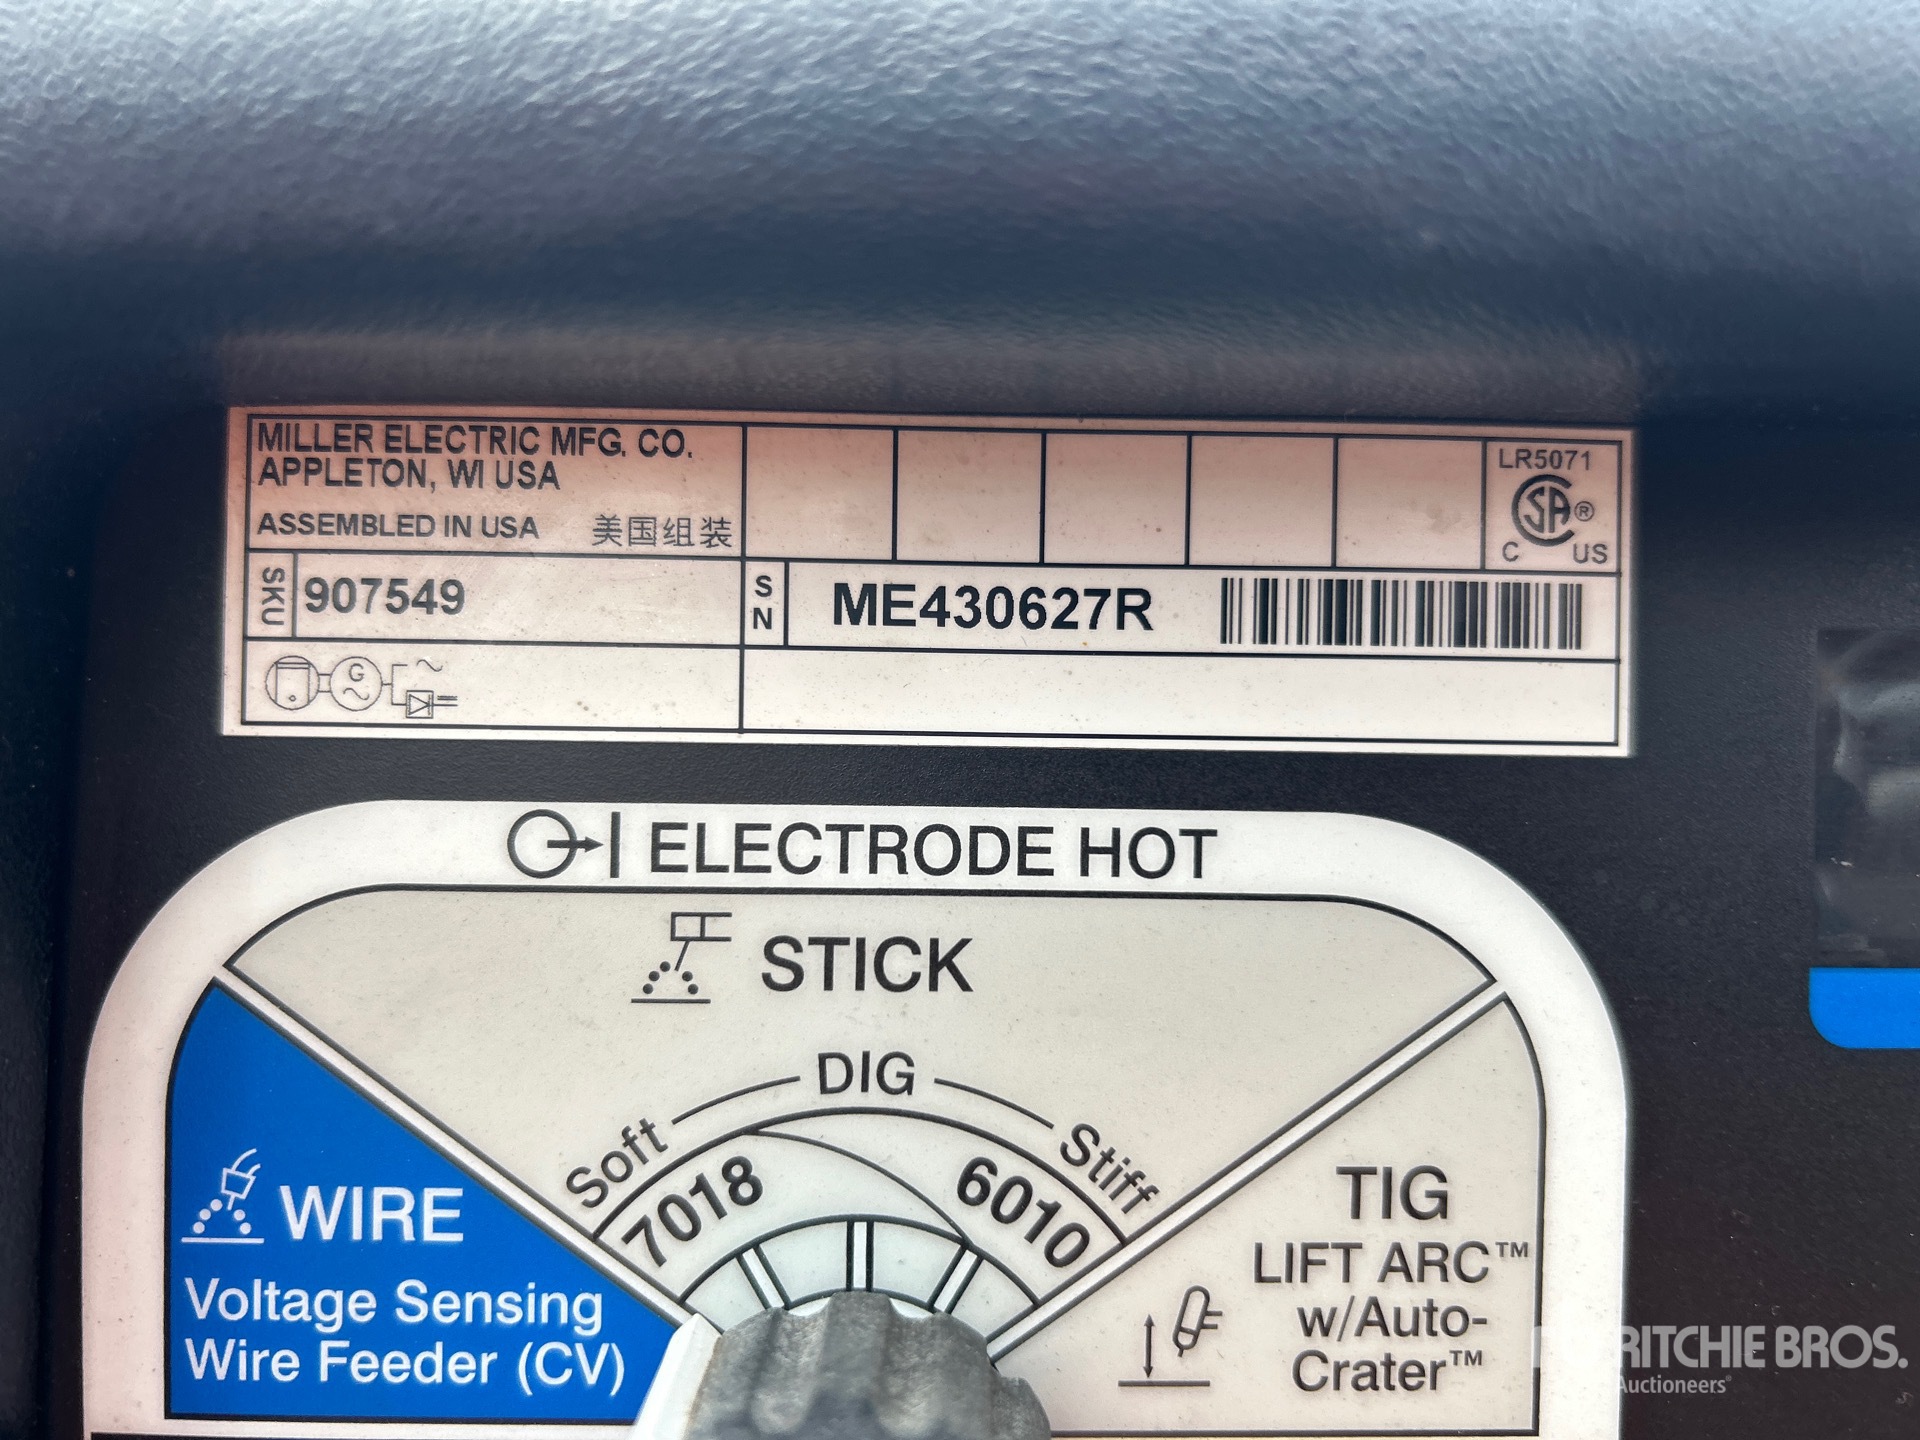 MILLER ELECTRIC MFG. CO.
APPLETON, WI USA
ASSEMBLED IN USA 美国组装
LR5071
CSA®
C US
SKU 907549
SN ME430627R
G
ELECTRODE HOT
STICK
DIG
Soft Stiff
7018 6010
WIRE
Voltage Sensing
Wire Feeder (CV)
TIG
LIFT ARC™
w/Auto-
Crater™
RITCHIE BROS.
Auctioneers